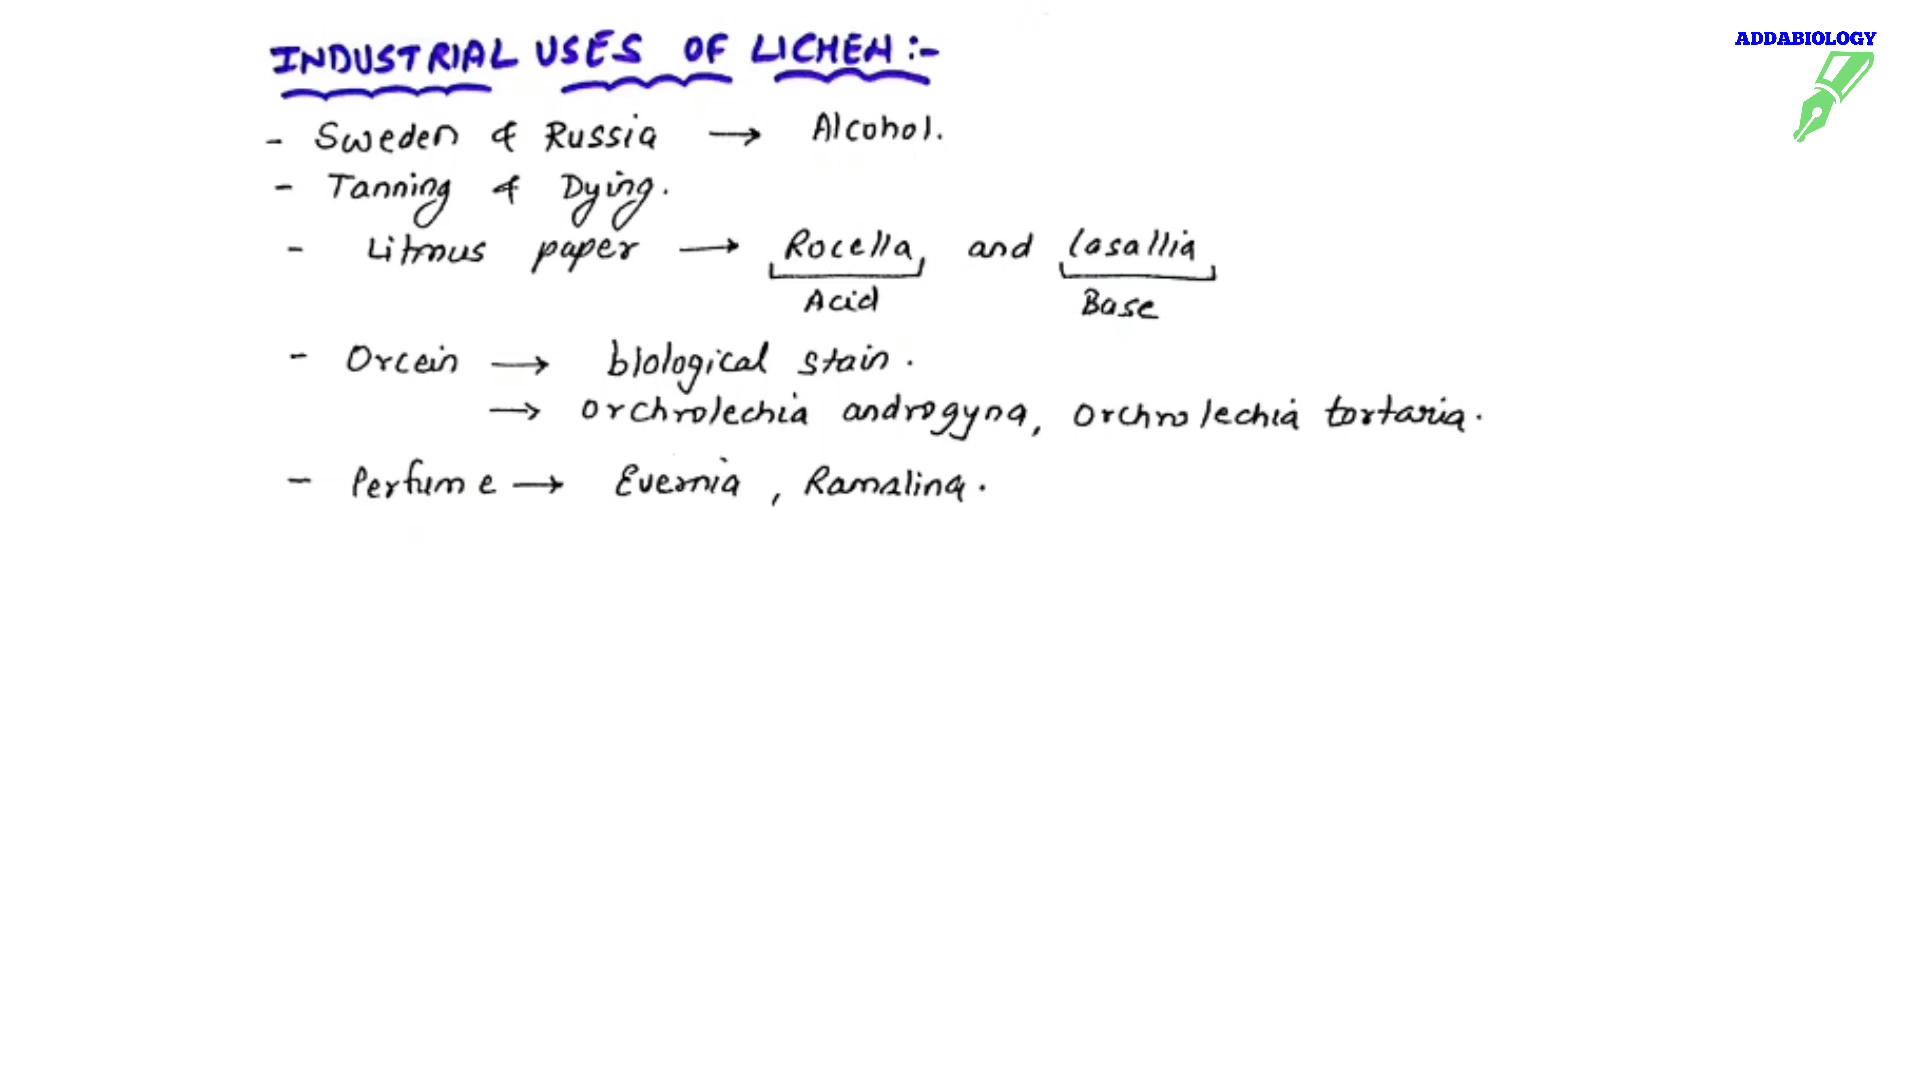 INDUSTRIAL USES OF LICHEN :-
ADDABIOLOGY
- Sweden & Russia → Alcohol.
- Tanning & Dying.
- Litmus paper → Rocella, and lasallia
Acid Base
- Orcein → biological stain.
→ Orchrolechia androgyna, Orchrolechia tortaria.
- Perfume → Evernia, Ramalina.